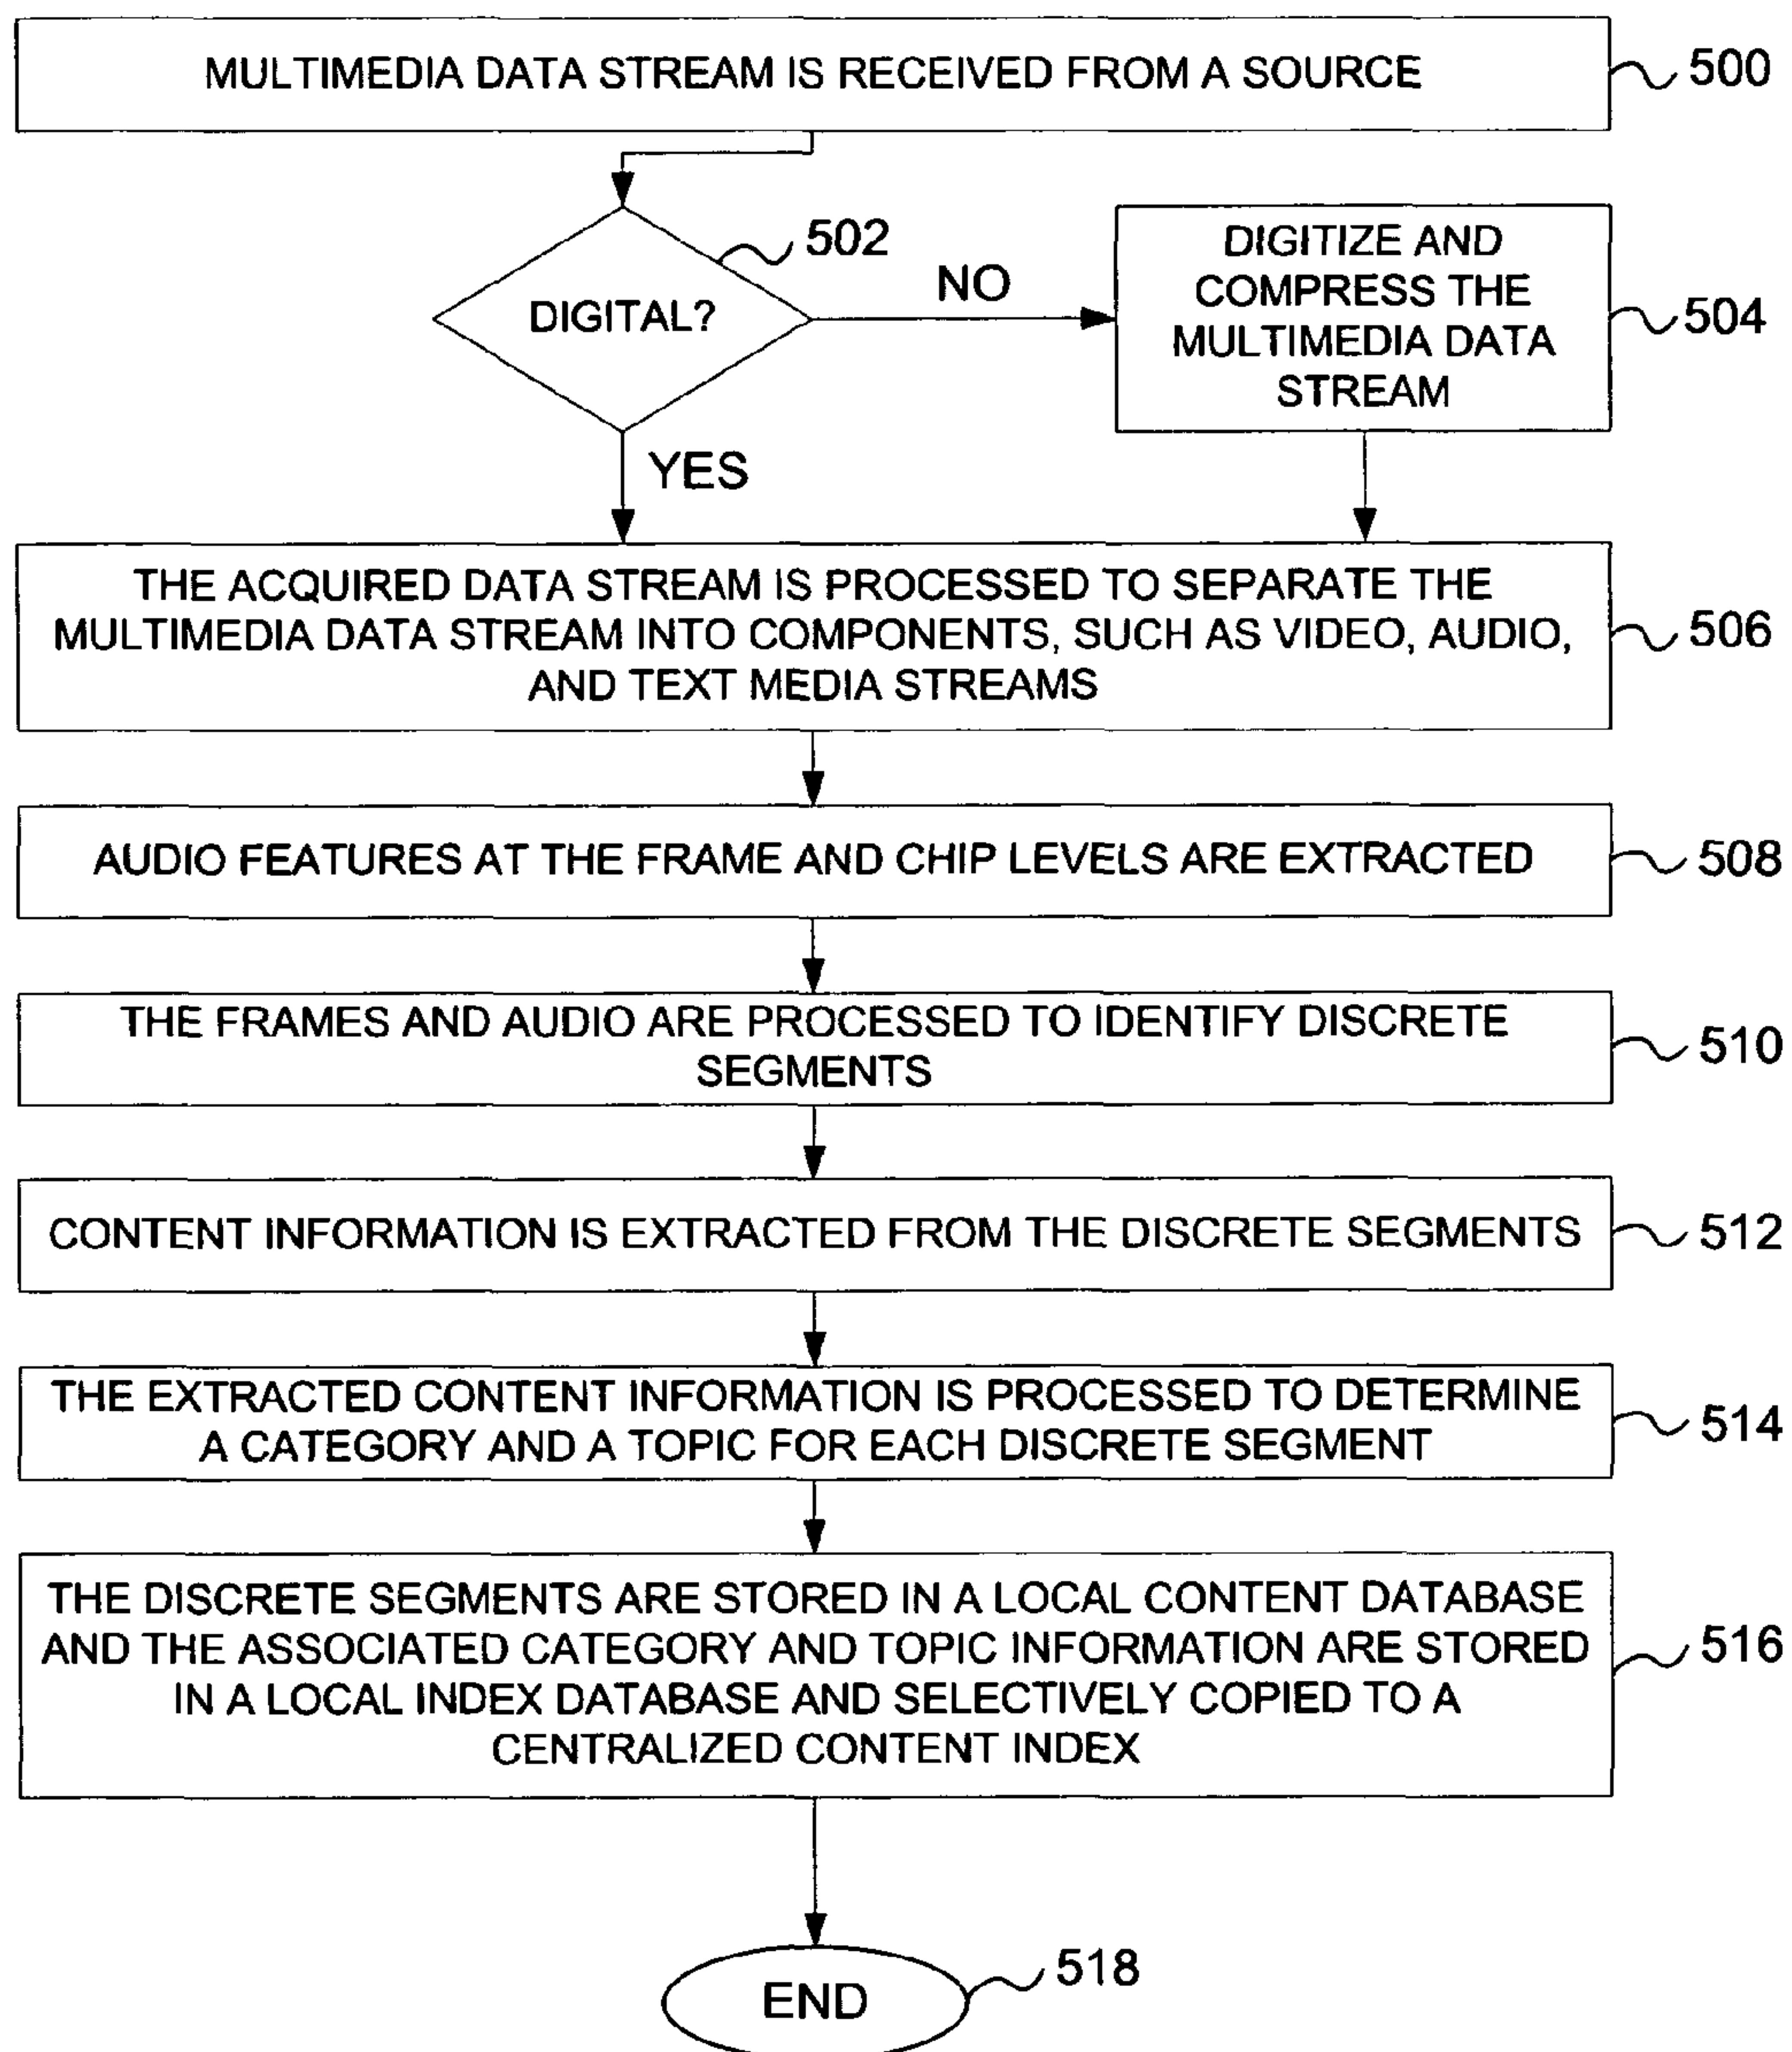 MULTIMEDIA DATA STREAM IS RECEIVED FROM A SOURCE
500
502
DIGITAL?
NO
DIGITIZE AND
COMPRESS THE
MULTIMEDIA DATA
STREAM
504
YES
THE ACQUIRED DATA STREAM IS PROCESSED TO SEPARATE THE
MULTIMEDIA DATA STREAM INTO COMPONENTS, SUCH AS VIDEO, AUDIO,
AND TEXT MEDIA STREAMS
506
AUDIO FEATURES AT THE FRAME AND CHIP LEVELS ARE EXTRACTED
508
THE FRAMES AND AUDIO ARE PROCESSED TO IDENTIFY DISCRETE
SEGMENTS
510
CONTENT INFORMATION IS EXTRACTED FROM THE DISCRETE SEGMENTS
512
THE EXTRACTED CONTENT INFORMATION IS PROCESSED TO DETERMINE
A CATEGORY AND A TOPIC FOR EACH DISCRETE SEGMENT
514
THE DISCRETE SEGMENTS ARE STORED IN A LOCAL CONTENT DATABASE
AND THE ASSOCIATED CATEGORY AND TOPIC INFORMATION ARE STORED
IN A LOCAL INDEX DATABASE AND SELECTIVELY COPIED TO A
CENTRALIZED CONTENT INDEX
516
END
518